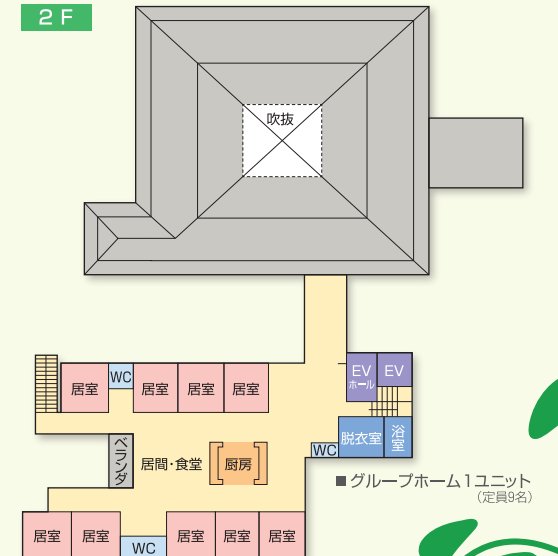 2F
吹抜
居室
WC
居室
居室
居室
EV
ホール
EV
脱衣室
浴室
WC
ベランダ
居間・食堂
厨房
■グループホーム1ユニット
(定員9名)
居室
居室
WC
居室
居室
居室